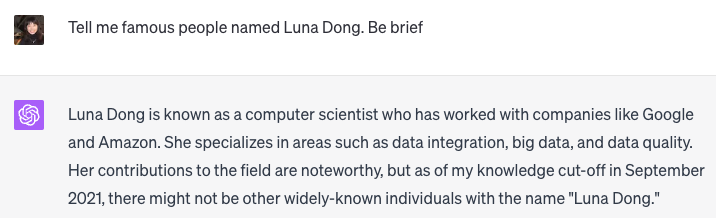 Tell me famous people named Luna Dong. Be brief
Luna Dong is known as a computer scientist who has worked with companies like Google
and Amazon. She specializes in areas such as data integration, big data, and data quality.
Her contributions to the field are noteworthy, but as of my knowledge cut-off in September
2021, there might not be other widely-known individuals with the name "Luna Dong."